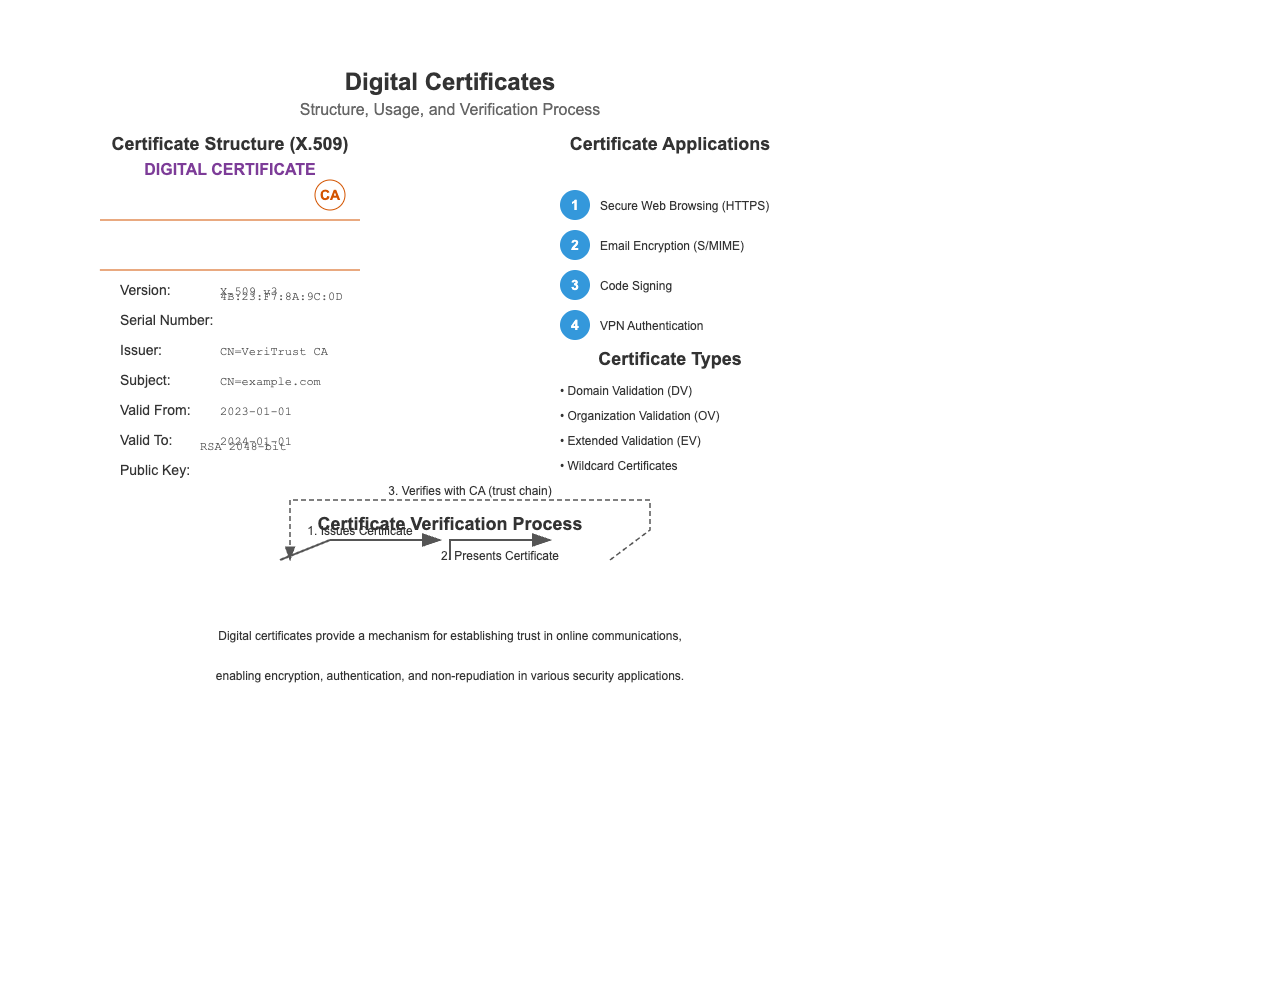 Digital Certificates
Structure, Usage, and Verification Process
Certificate Structure (X.509)
DIGITAL CERTIFICATE
CA
Version: X.509 v3
4B:23:F7:8A:9C:0D
Serial Number:
Issuer: CN=VeriTrust CA
Subject: CN=example.com
Valid From: 2023-01-01
Valid To: 2024-01-01
RSA 2048-bit
Public Key:
Certificate Applications
1 Secure Web Browsing (HTTPS)
2 Email Encryption (S/MIME)
3 Code Signing
4 VPN Authentication
Certificate Types
• Domain Validation (DV)
• Organization Validation (OV)
• Extended Validation (EV)
• Wildcard Certificates
3. Verifies with CA (trust chain)
Certificate Verification Process
1. Issues Certificate
2. Presents Certificate
Digital certificates provide a mechanism for establishing trust in online communications,
enabling encryption, authentication, and non-repudiation in various security applications.